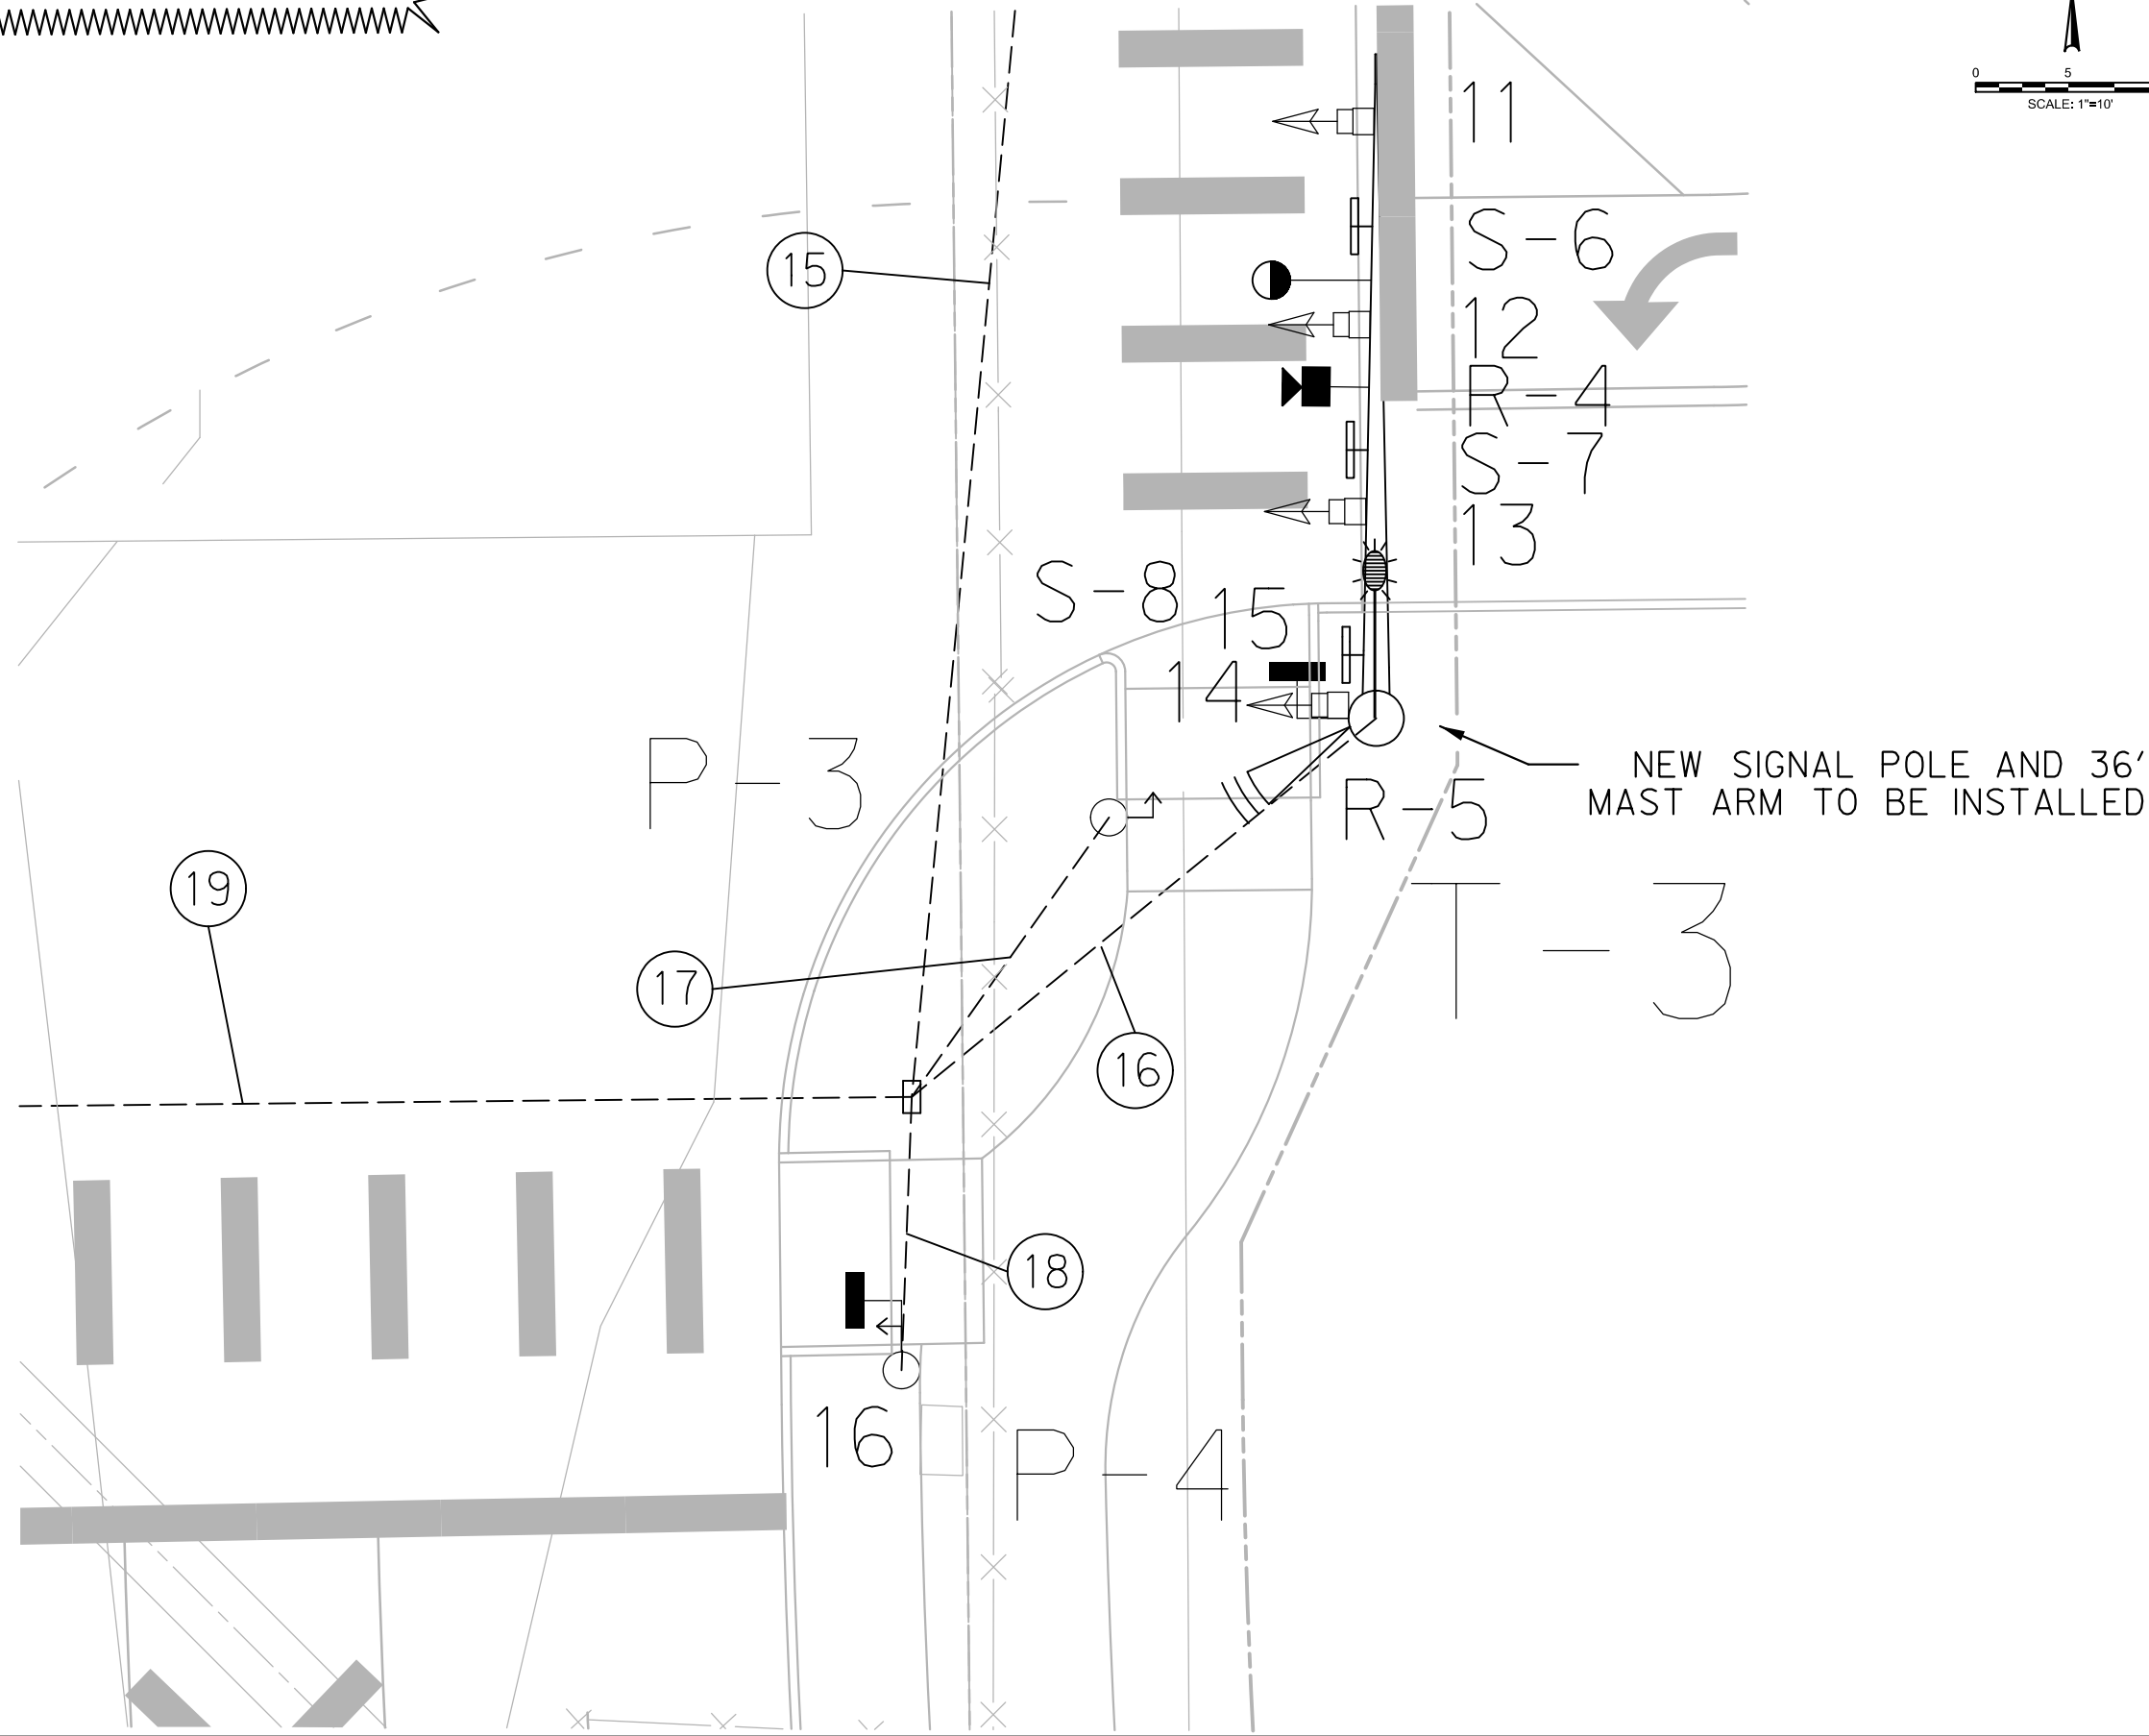 0 5
SCALE: 1"=10'
11
S-6
15
12
R-4
S-7
13
S-8
15
14
P-3
NEW SIGNAL POLE AND 36'
MAST ARM TO BE INSTALLED
R-5
19
T-3
17
16
18
16
P-4